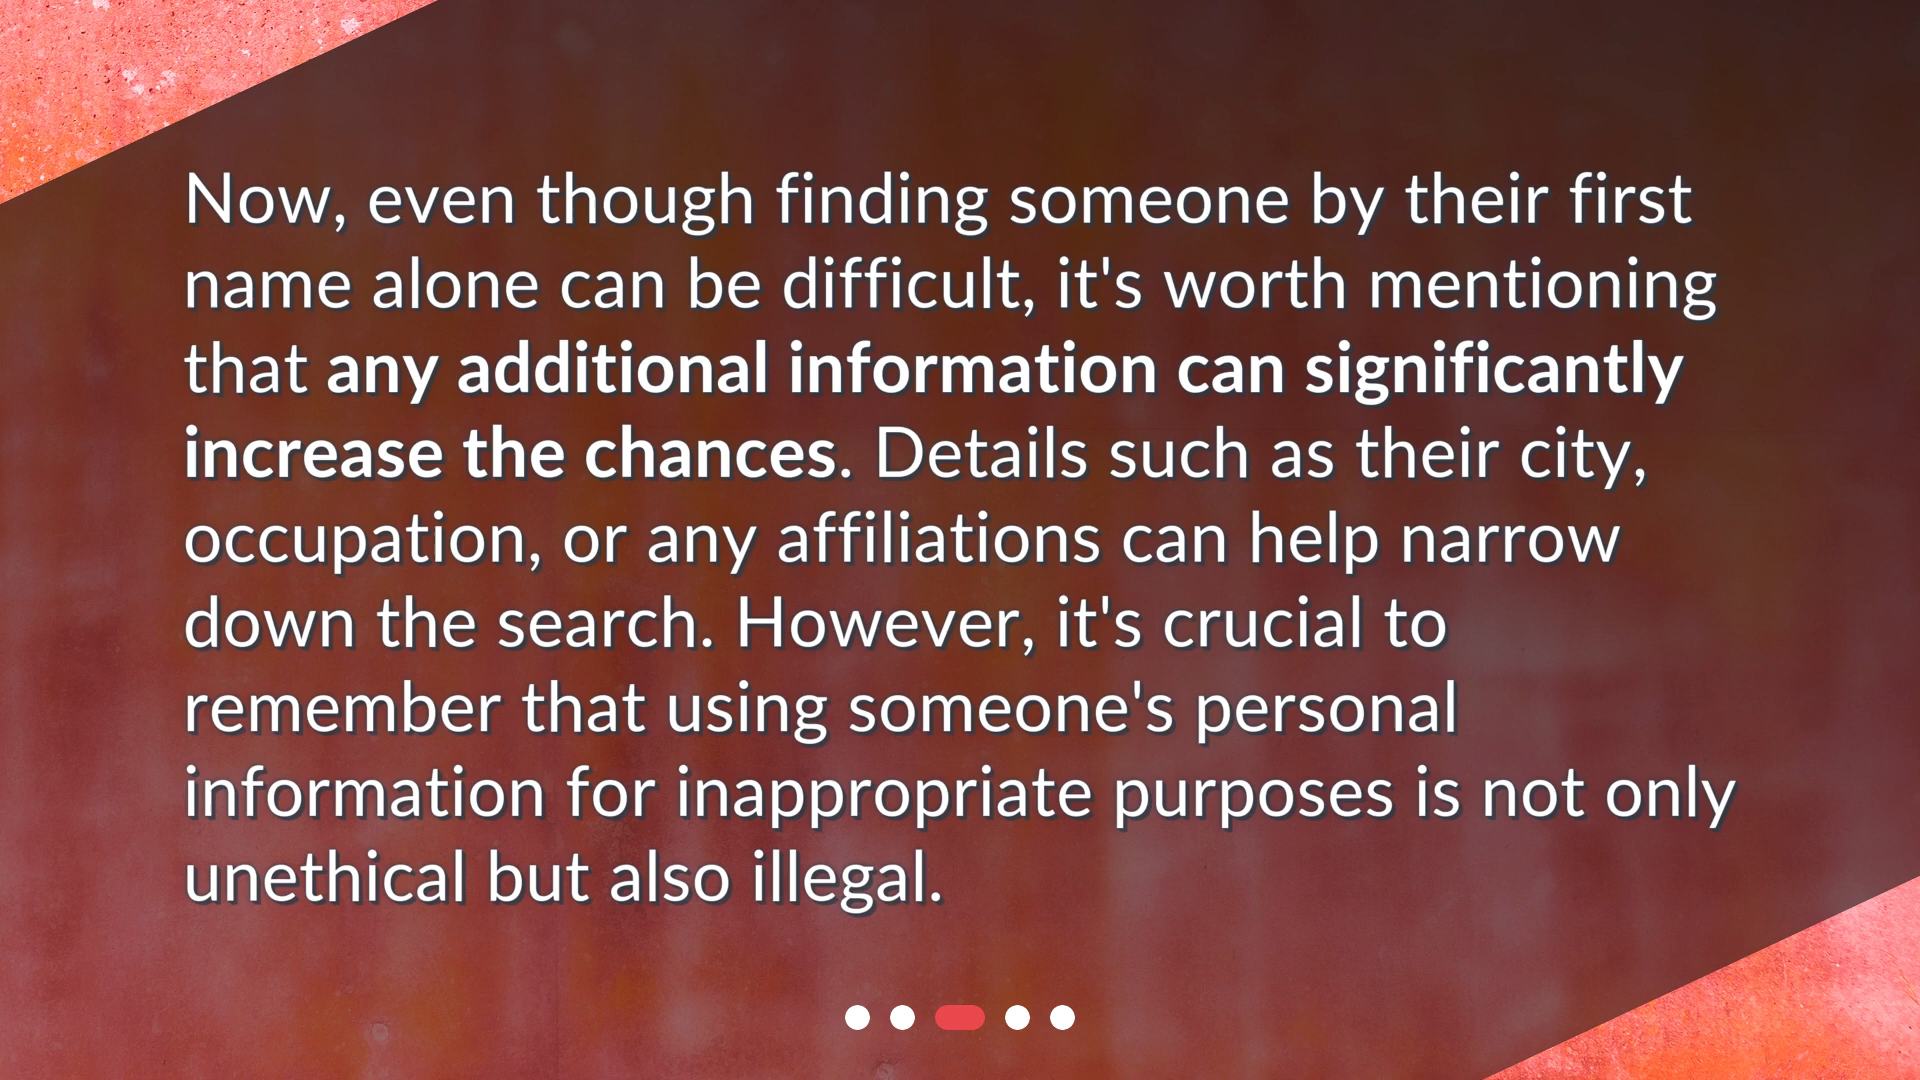 Now, even though finding someone by their first
name alone can be difficult, it's worth mentioning
that any additional information can significantly
increase the chances. Details such as their city,
occupation, or any affiliations can help narrow
down the search. However, it's crucial to
remember that using someone's personal
information for inappropriate purposes is not only
unethical but also illegal.